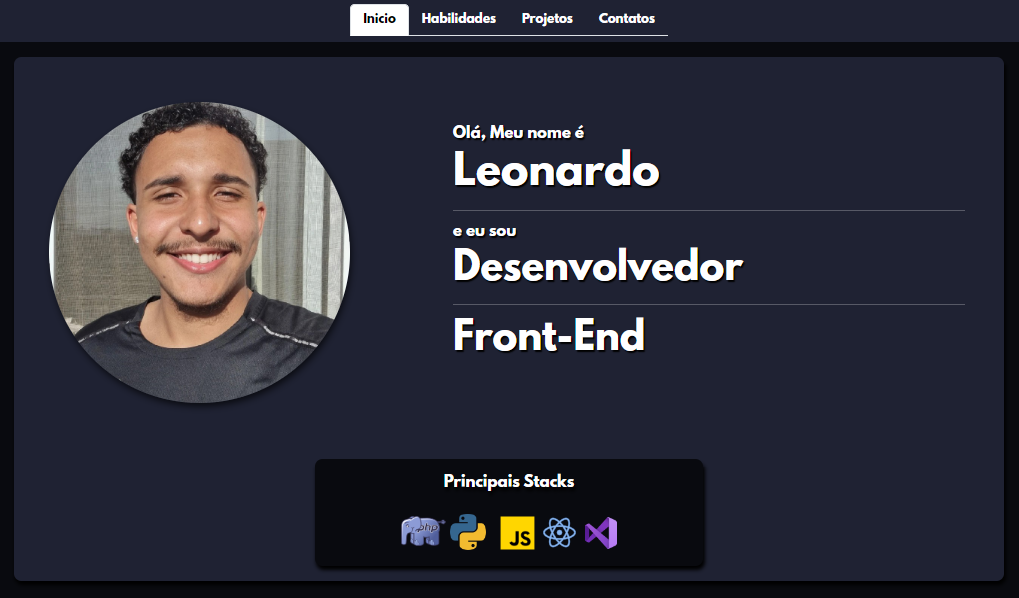 Inicio Habilidades Projetos Contatos
Olá, Meu nome é
Leonardo
e eu sou
Desenvolvedor
Front-End
Principais Stacks
php JS